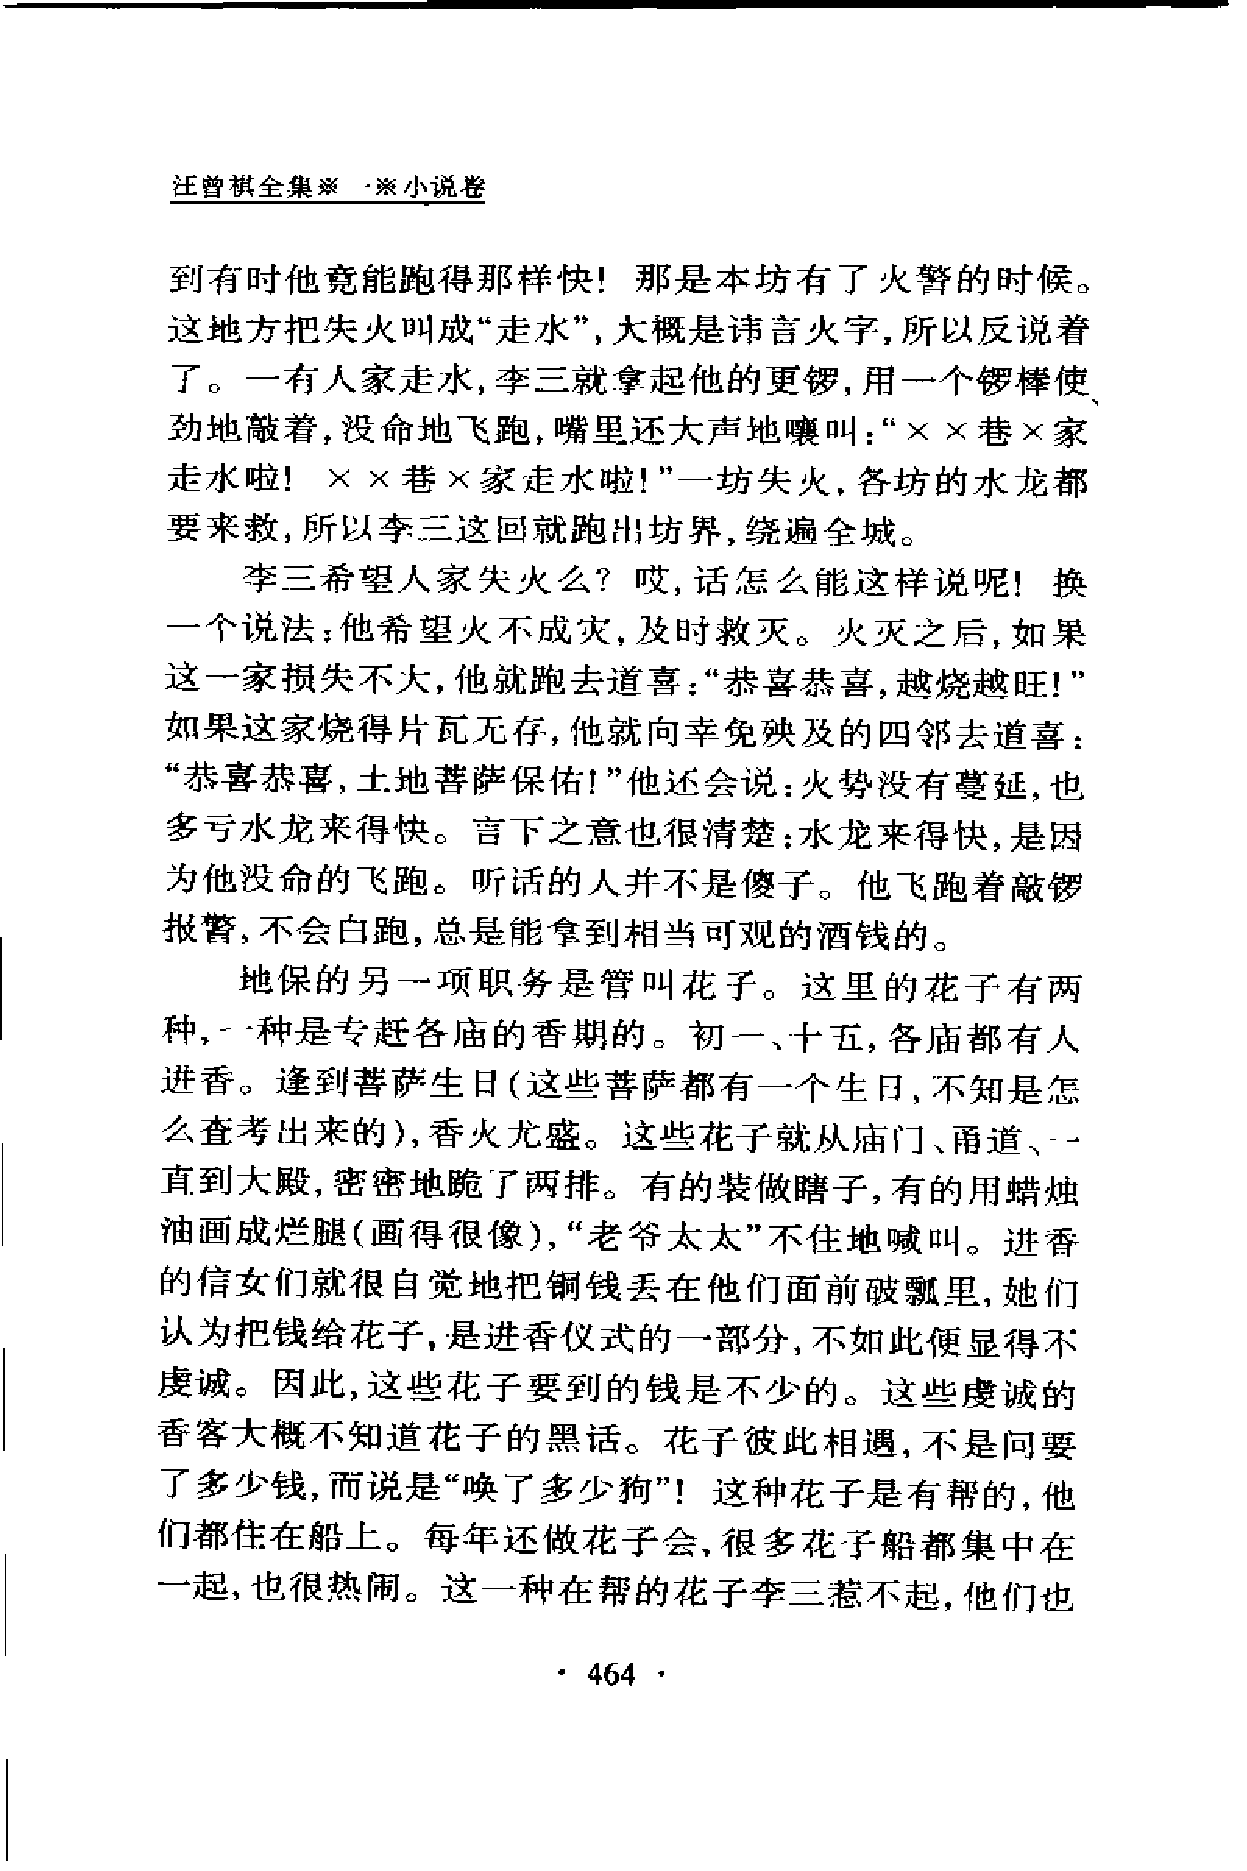 汪曾祺全集※一※小说卷
到有时他竟能跑得那样快! 那是本坊有了火警的时候。
这地方把失火叫成“走水”,大概是讳言火字,所以反说着
了。一有人家走水,李三就拿起他的更锣,用一个锣棒使
劲地敲着,没命地飞跑,嘴里还大声地嚷叫:“××巷×家
走水啦! ××巷×家走水啦!”一坊失火,各坊的水龙都
要来救,所以李三这回就跑出坊界,绕遍全城。
李三希望人家失火么? 哎,话怎么能这样说呢! 换
一个说法:他希望火不成灾,及时救灭。火灭之后,如果
这一家损失不大,他就跑去道喜:“恭喜恭喜,越烧越旺!”
如果这家烧得片瓦无存,他就向幸免殃及的四邻去道喜:
“恭喜恭喜,土地菩萨保佑!”他还会说:火势没有蔓延,也
多亏水龙来得快。言下之意也很清楚:水龙来得快,是因
为他没命的飞跑。听话的人并不是傻子。他飞跑着敲锣
报警,不会白跑,总是能拿到相当可观的酒钱的。
地保的另一项职务是管叫花子。这里的花子有两
种,一种是专赶各庙的香期的。初一、十五,各庙都有人
进香。逢到菩萨生日(这些菩萨都有一个生日,不知是怎
么查考出来的),香火尤盛。这些花子就从庙门、甬道、一
直到大殿,密密地跪了两排。有的装做瞎子,有的用蜡烛
油画成烂腿(画得很像),“老爷太太”不住地喊叫。进香
的信女们就很自觉地把铜钱丢在他们面前破瓢里,她们
认为把钱给花子,是进香仪式的一部分,不如此便显得不
虔诚。因此,这些花子要到的钱是不少的。这些虔诚的
香客大概不知道花子的黑话。花子彼此相遇,不是问要
了多少钱,而说是“唤了多少狗”! 这种花子是有帮的,他
们都住在船上。每年还做花子会,很多花子船都集中在
一起,也很热闹。这一种在帮的花子李三惹不起,他们也
· 464 ·